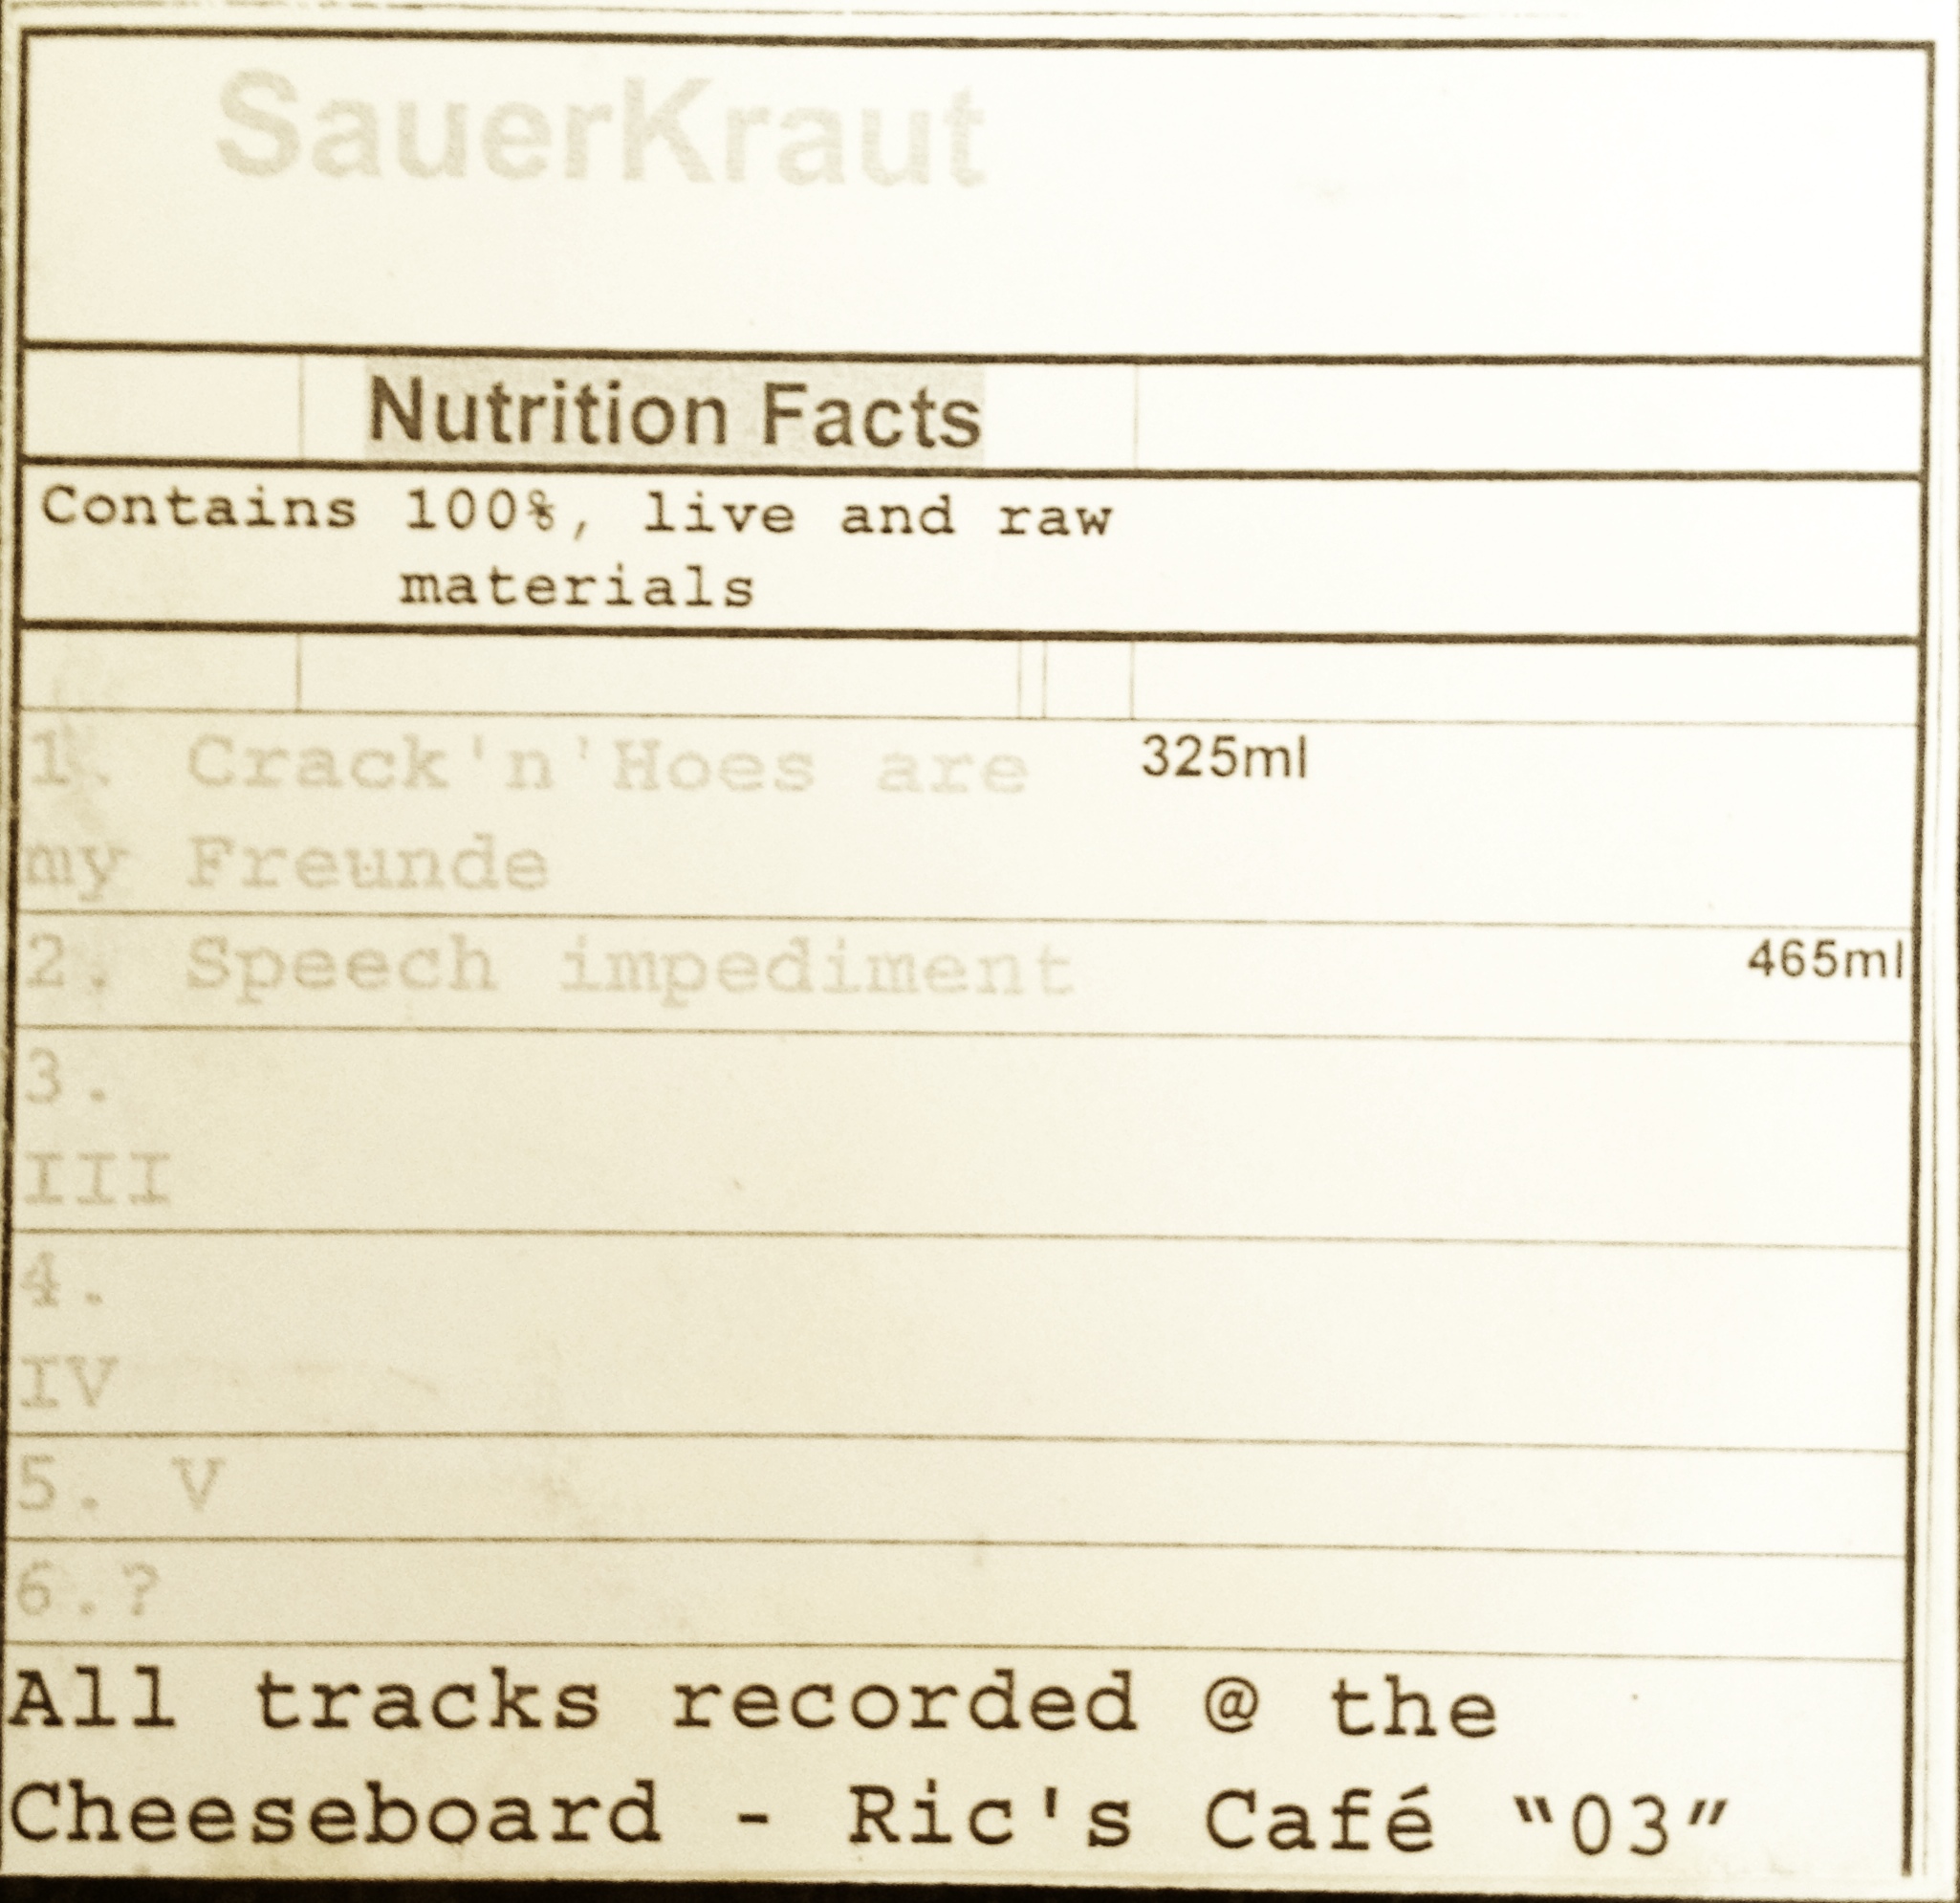 SauerKraut
Nutrition Facts
Contains 100%, live and raw
materials
1. Crack'n'Hoes are 325ml
my Freunde
2. Speech impediment 465ml
3.
III
4.
IV
5. V
6.?
All tracks recorded @ the
Cheeseboard - Ric's Café “03”